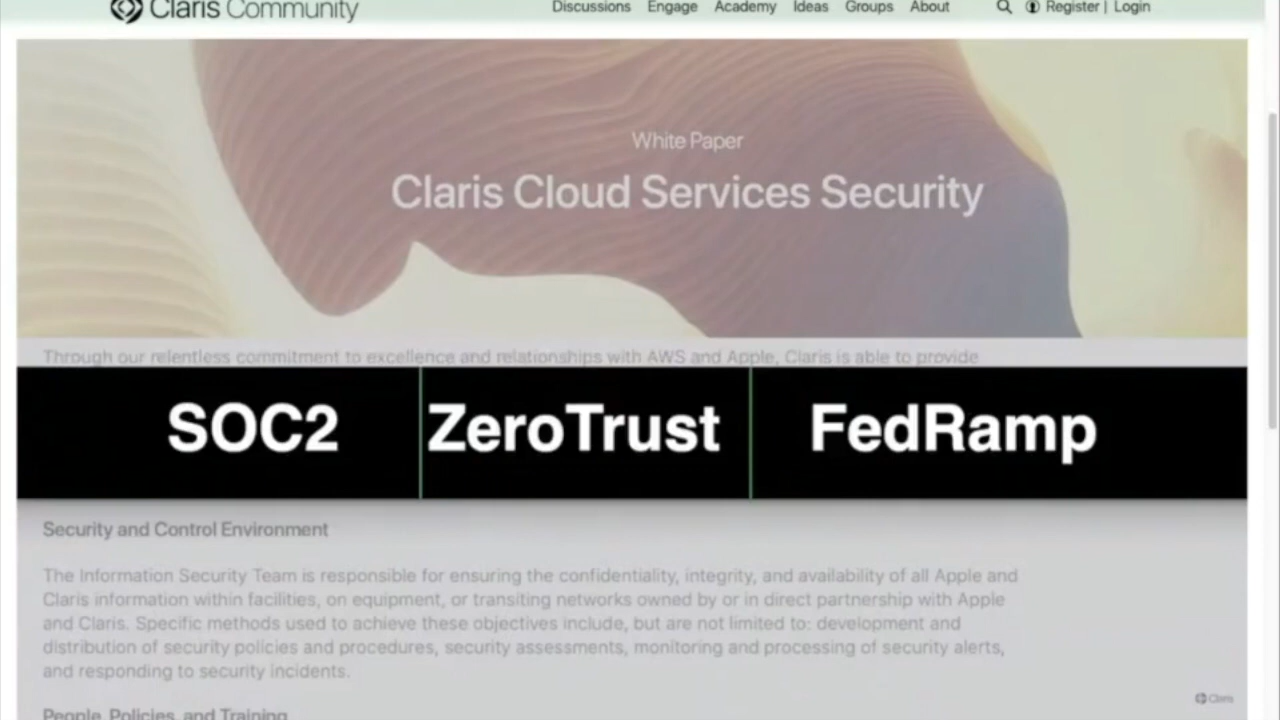 Claris Community
Discussions Engage Academy Ideas Groups About Register | Login
White Paper
Claris Cloud Services Security
Through our relentless commitment to excellence and relationships with AWS and Apple, Claris is able to provide
SOC2 ZeroTrust FedRamp
Security and Control Environment
The Information Security Team is responsible for ensuring the confidentiality, integrity, and availability of all Apple and
Claris information within facilities, on equipment, or transiting networks owned by or in direct partnership with Apple
and Claris. Specific methods used to achieve these objectives include, but are not limited to: development and
distribution of security policies and procedures, security assessments, monitoring and processing of security alerts,
and responding to security incidents.
People, Policies, and Training
Claris